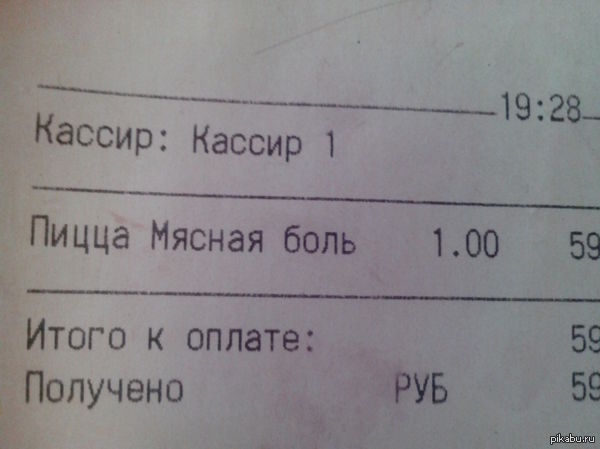 19:28
Кассир: Кассир 1
Пицца Мясная боль 1.00 59
Итого к оплате: 59
Получено РУБ 59
pikabu.ru